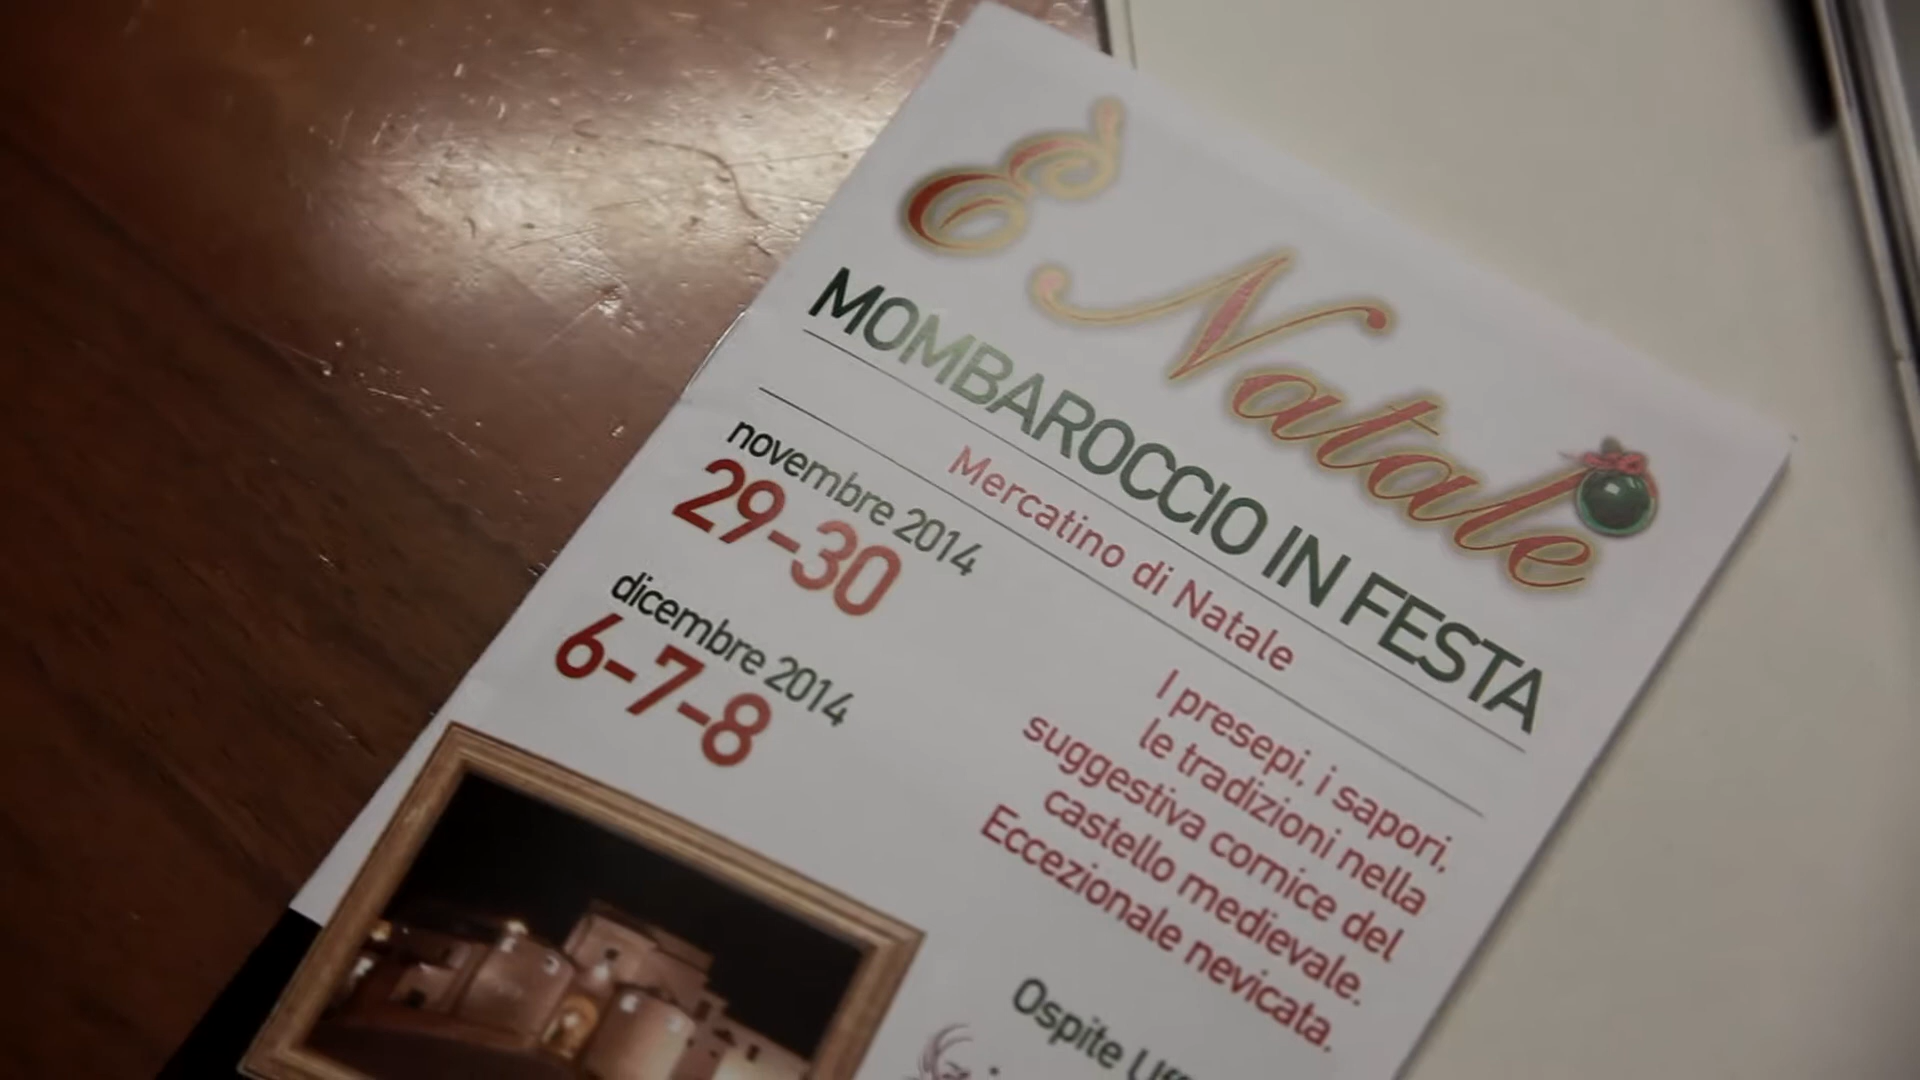 È Natale
MOMBAROCCIO IN FESTA
Mercatino di Natale
novembre 2014
29-30
dicembre 2014
6-7-8
I presepi, i sapori,
le tradizioni nella
suggestiva cornice del
castello medievale.
Eccezionale nevicata.
Ospite